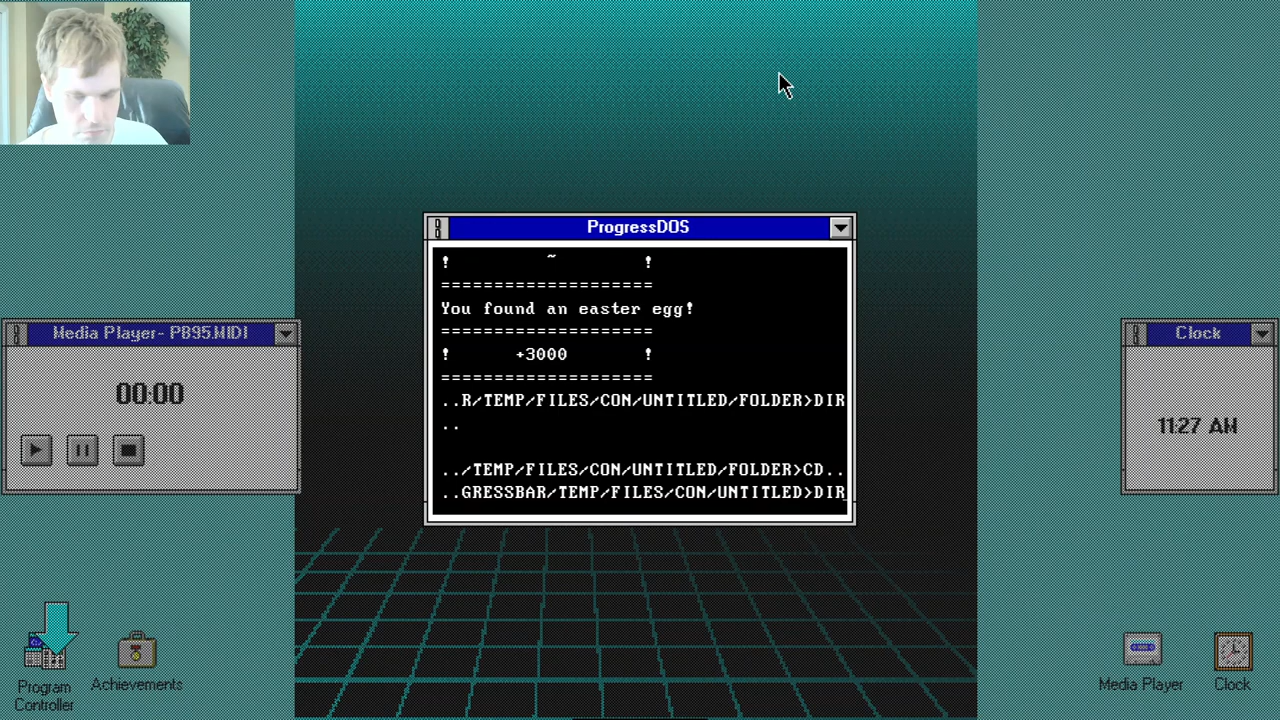 ProgressDOS
! ~ !
====================
You found an easter egg!
====================
! +3000 !
====================
..R/TEMP/FILES/CON/UNTITLED/FOLDER>DIR
..
../TEMP/FILES/CON/UNTITLED/FOLDER>CD..
..GRESSBAR/TEMP/FILES/CON/UNTITLED>DIR_
Media Player- PB95.MIDI
00:00
Clock
11:27 AM
Program
Controller
Achievements
Media Player
Clock